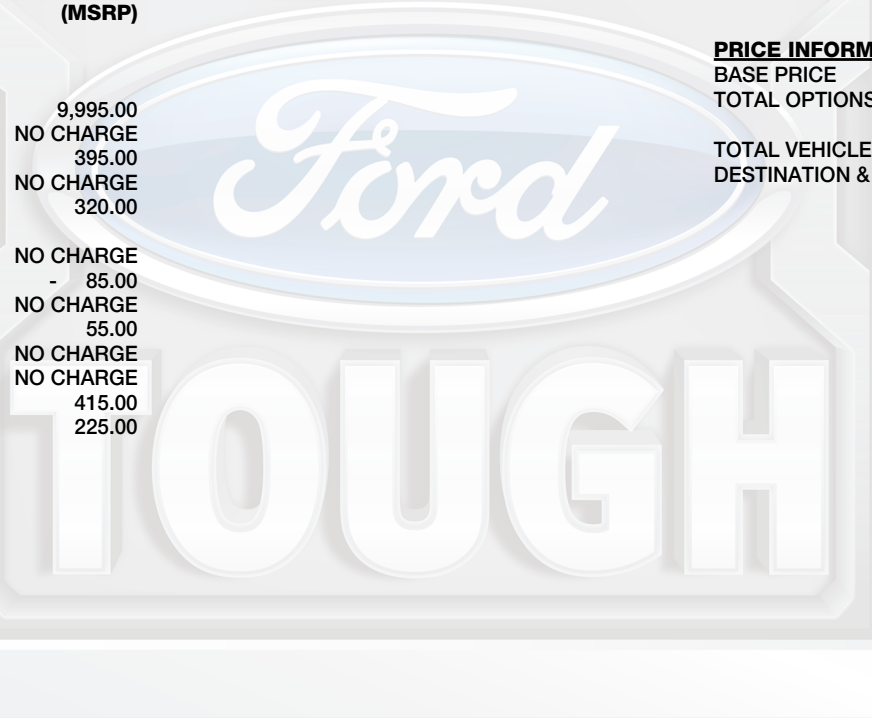 (MSRP)
9,995.00
NO CHARGE
395.00
NO CHARGE
320.00
NO CHARGE
- 85.00
NO CHARGE
55.00
NO CHARGE
NO CHARGE
415.00
225.00
PRICE INFORM
BASE PRICE
TOTAL OPTIONS
TOTAL VEHICLE
DESTINATION &
Ford
TOUGH